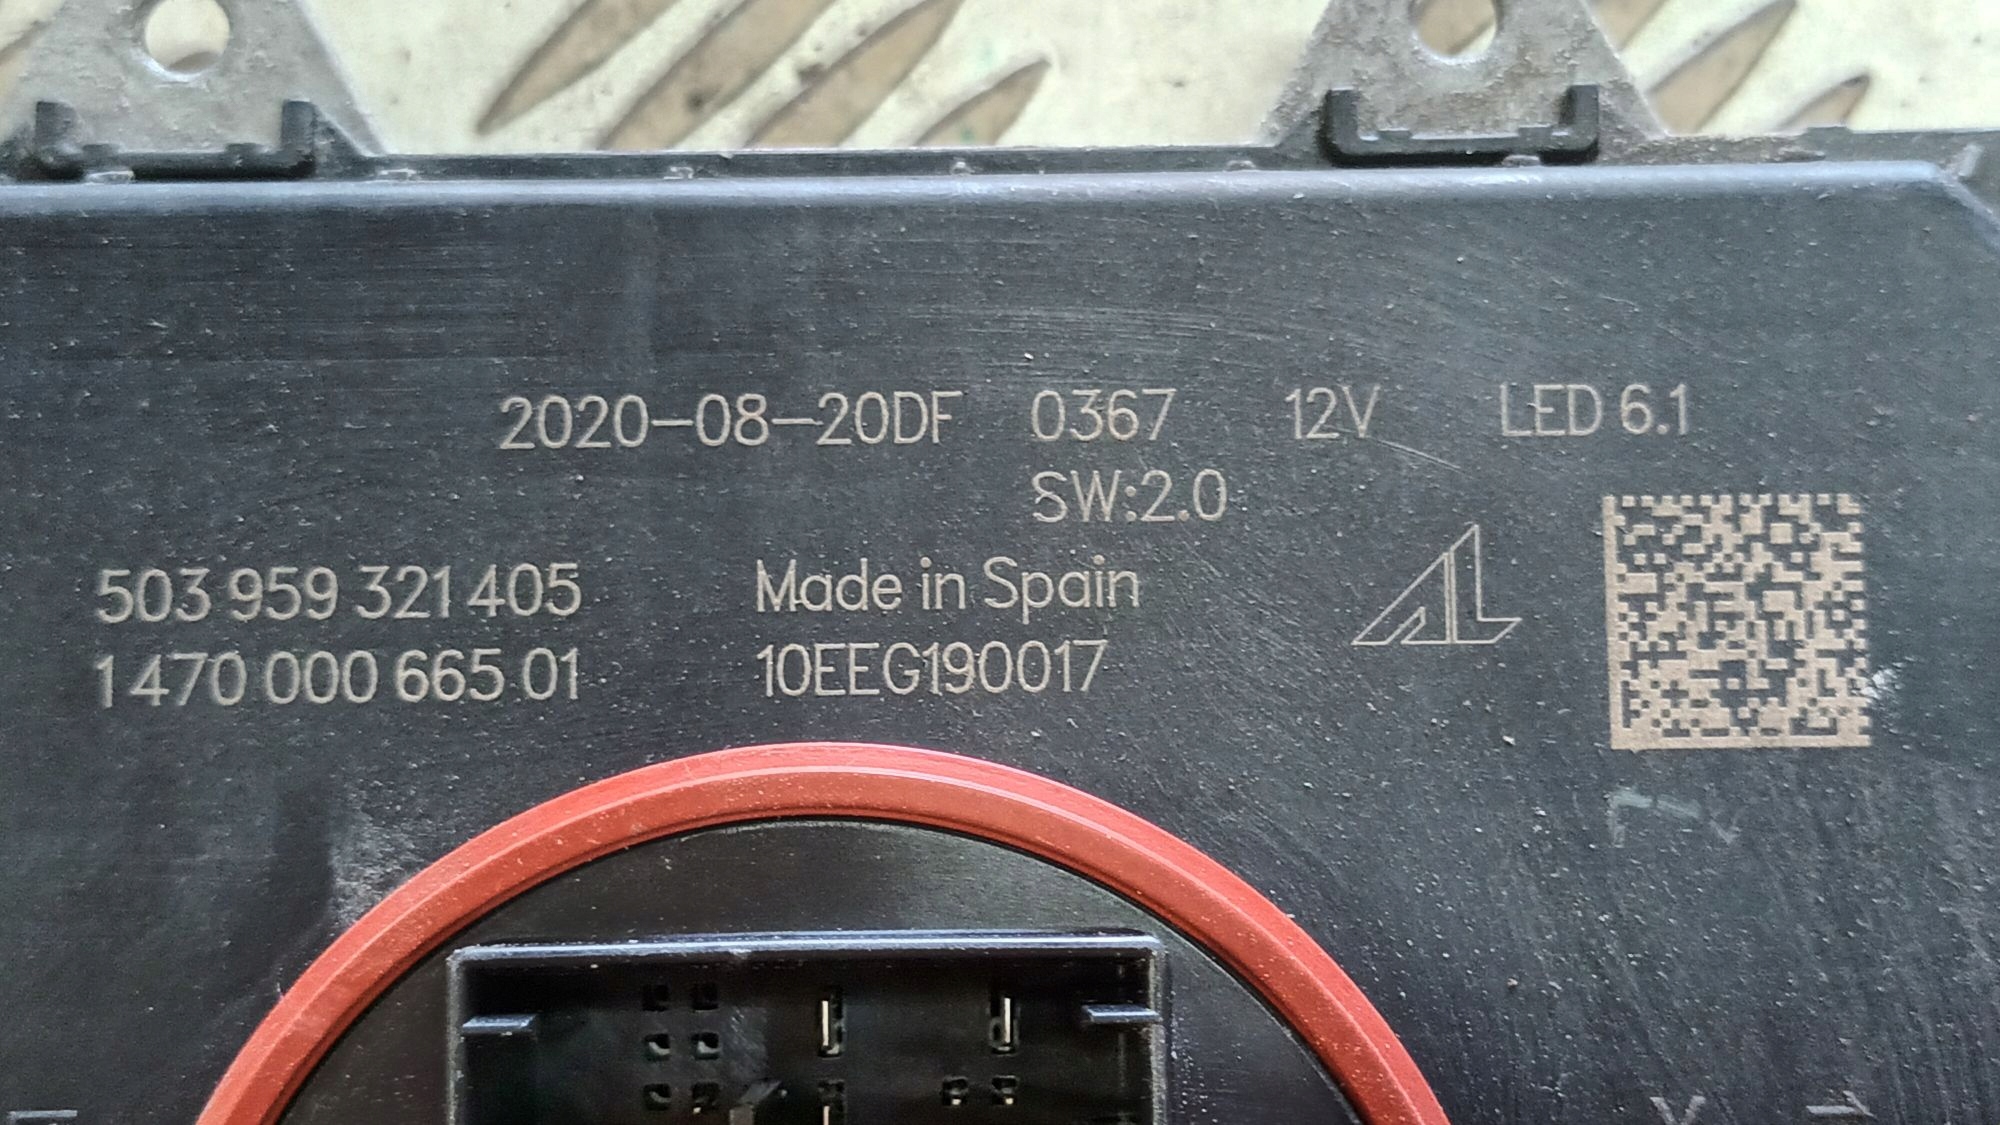 2020-08-20DF 0367 12V LED 6.1
SW:2.0
503 959 321 405 Made in Spain
1 470 000 665 01 10EEG190017
AL